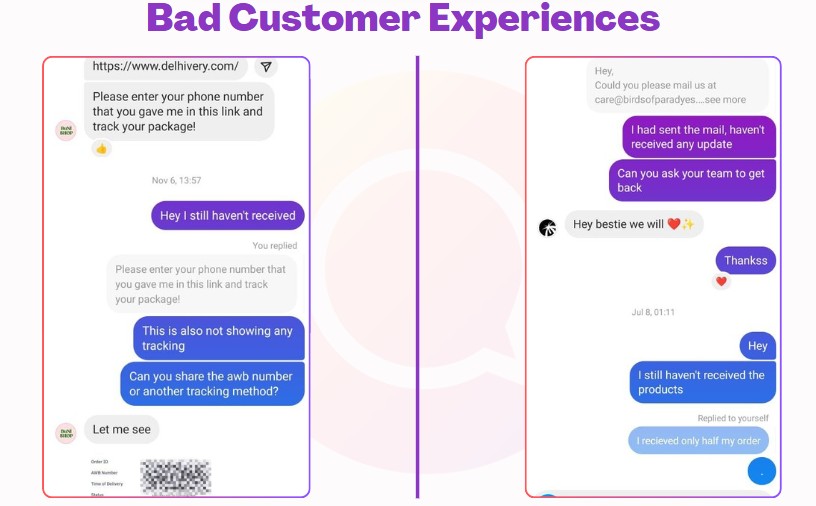 Bad Customer Experiences
https://www.delhivery.com/
Please enter your phone number
that you gave me in this link and
track your package!
Nov 6, 13:57
Hey I still haven't received
You replied
Please enter your phone number that
you gave me in this link and track
your package!
This is also not showing any
tracking
Can you share the awb number
or another tracking method?
Let me see
Order ID
AWB Number
Time of Delivery
Status
Hey,
Could you please mail us at
care@birdsofparadyes....see more
I had sent the mail, haven't
received any update
Can you ask your team to get
back
Hey bestie we will ❤️✨
Thankss
Jul 8, 01:11
Hey
I still haven't received the
products
Replied to yourself
I recieved only half my order
.